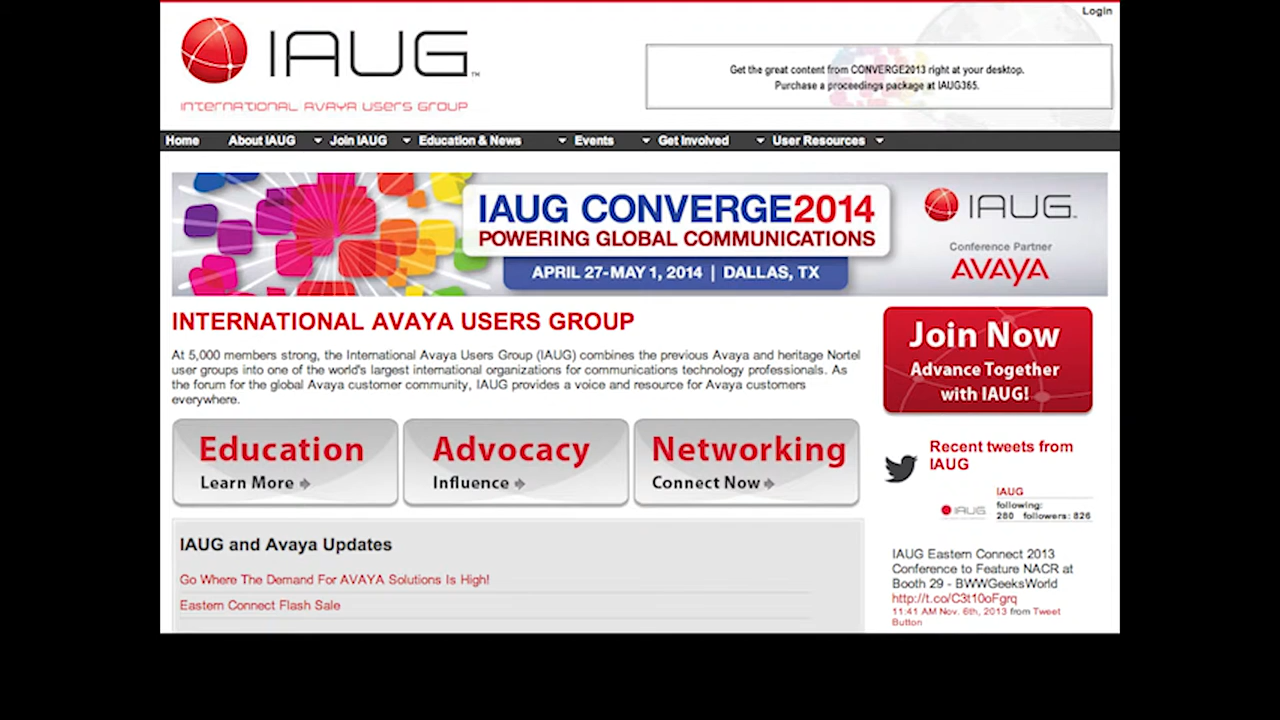 Login
IAUG™
INTERNATIONAL AVAYA USERS GROUP
Get the great content from CONVERGE2013 right at your desktop.
Purchase a proceedings package at IAUG365.
Home About IAUG Join IAUG Education & News Events Get Involved User Resources
IAUG CONVERGE2014
POWERING GLOBAL COMMUNICATIONS
APRIL 27-MAY 1, 2014 | DALLAS, TX
IAUG™
Conference Partner
AVAYA
INTERNATIONAL AVAYA USERS GROUP
At 5,000 members strong, the International Avaya Users Group (IAUG) combines the previous Avaya and heritage Nortel
user groups into one of the world's largest international organizations for communications technology professionals. As
the forum for the global Avaya customer community, IAUG provides a voice and resource for Avaya customers
everywhere.
Join Now
Advance Together
with IAUG!
Education
Learn More
Advocacy
Influence
Networking
Connect Now
Recent tweets from
IAUG
IAUG
IAUG
following:
280 followers: 826
IAUG and Avaya Updates
Go Where The Demand For AVAYA Solutions Is High!
Eastern Connect Flash Sale
IAUG Eastern Connect 2013
Conference to Feature NACR at
Booth 29 - BWWGeeksWorld
http://t.co/C3t10oFgrq
11:41 AM Nov. 6th, 2013 from Tweet
Button